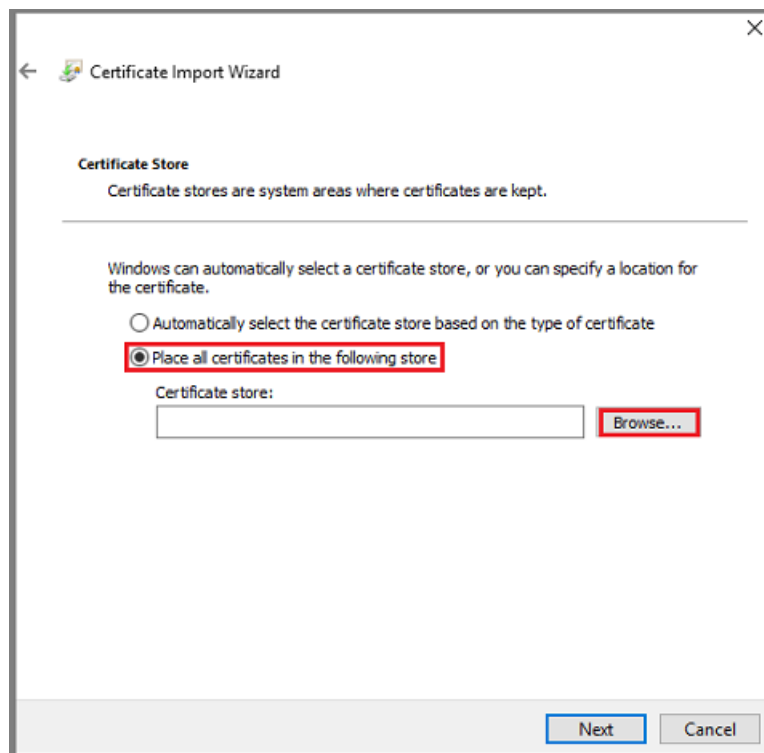 Certificate Import Wizard
Certificate Store
Certificate stores are system areas where certificates are kept.
Windows can automatically select a certificate store, or you can specify a location for
the certificate.
Automatically select the certificate store based on the type of certificate
Place all certificates in the following store
Certificate store:
Browse...
Next
Cancel